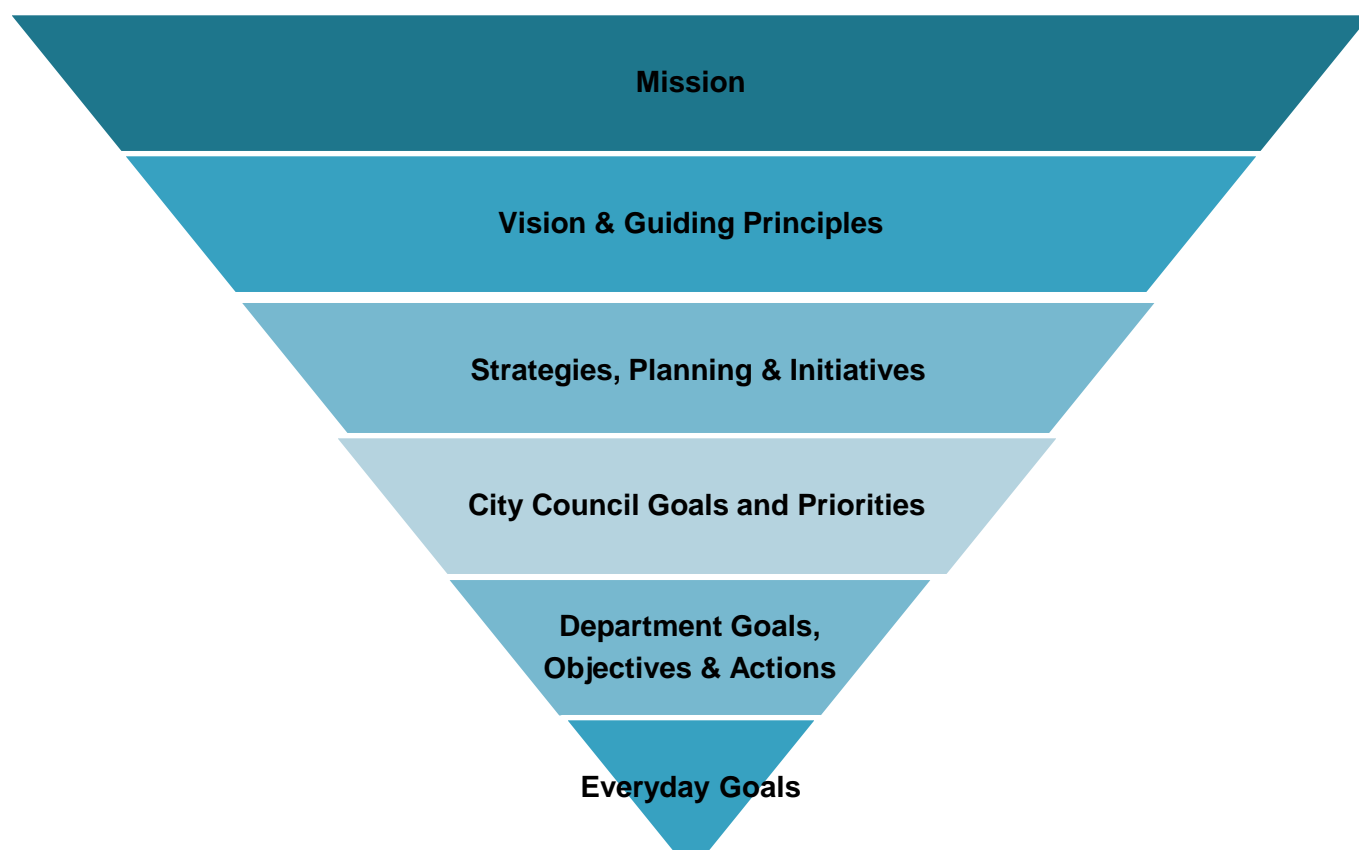 Mission
Vision & Guiding Principles
Strategies, Planning & Initiatives
City Council Goals and Priorities
Department Goals,
Objectives & Actions
Everyday Goals